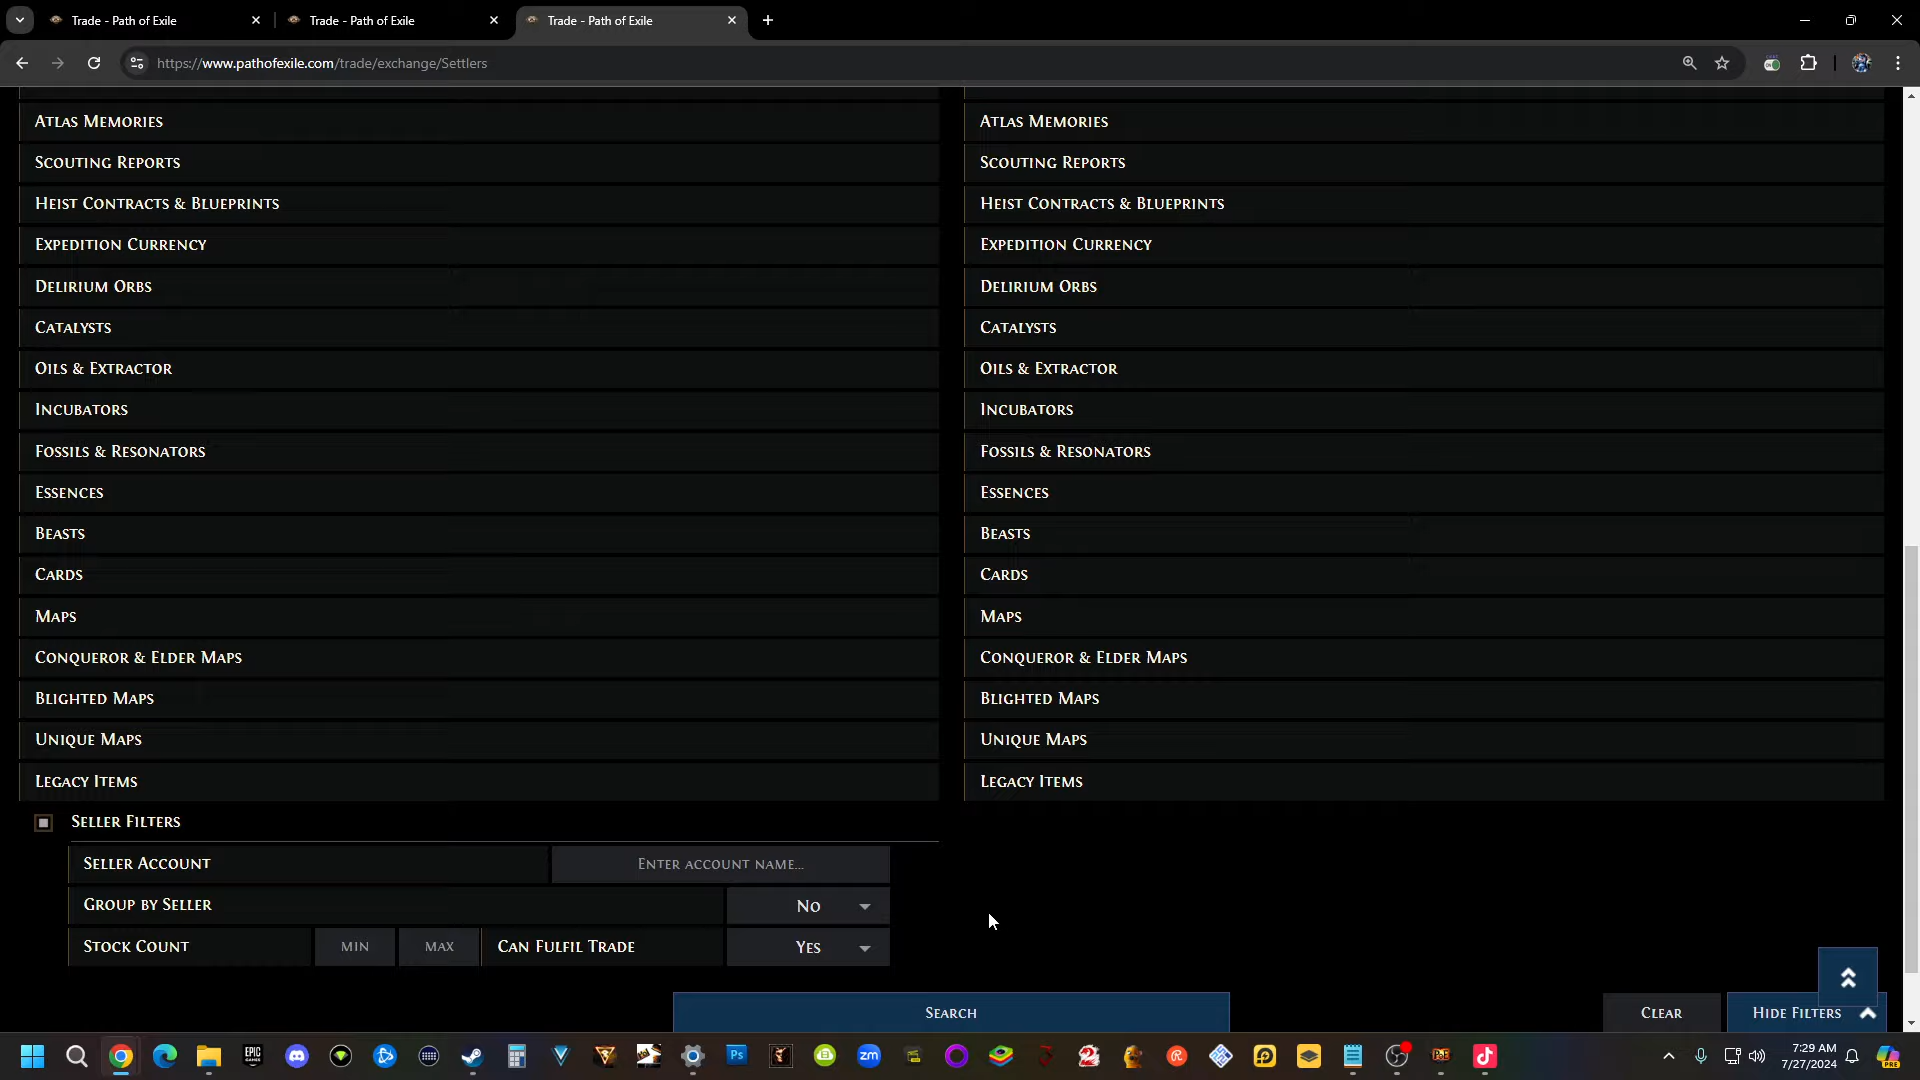 Trade - Path of Exile
Trade - Path of Exile
Trade - Path of Exile
https://www.pathofexile.com/trade/exchange/Settlers
Atlas Memories
Atlas Memories
Scouting Reports
Scouting Reports
Heist Contracts & Blueprints
Heist Contracts & Blueprints
Expedition Currency
Expedition Currency
Delirium Orbs
Delirium Orbs
Catalysts
Catalysts
Oils & Extractor
Oils & Extractor
Incubators
Incubators
Fossils & Resonators
Fossils & Resonators
Essences
Essences
Beasts
Beasts
Cards
Cards
Maps
Maps
Conqueror & Elder Maps
Conqueror & Elder Maps
Blighted Maps
Blighted Maps
Unique Maps
Unique Maps
Legacy Items
Legacy Items
Seller Filters
Seller Account
Enter account name...
Group by Seller
No
Stock Count
min
max
Can Fulfil Trade
Yes
Search
Clear
Hide Filters
EPIC GAMES
Ps
zm
7:29 AM
7/27/2024
PRE